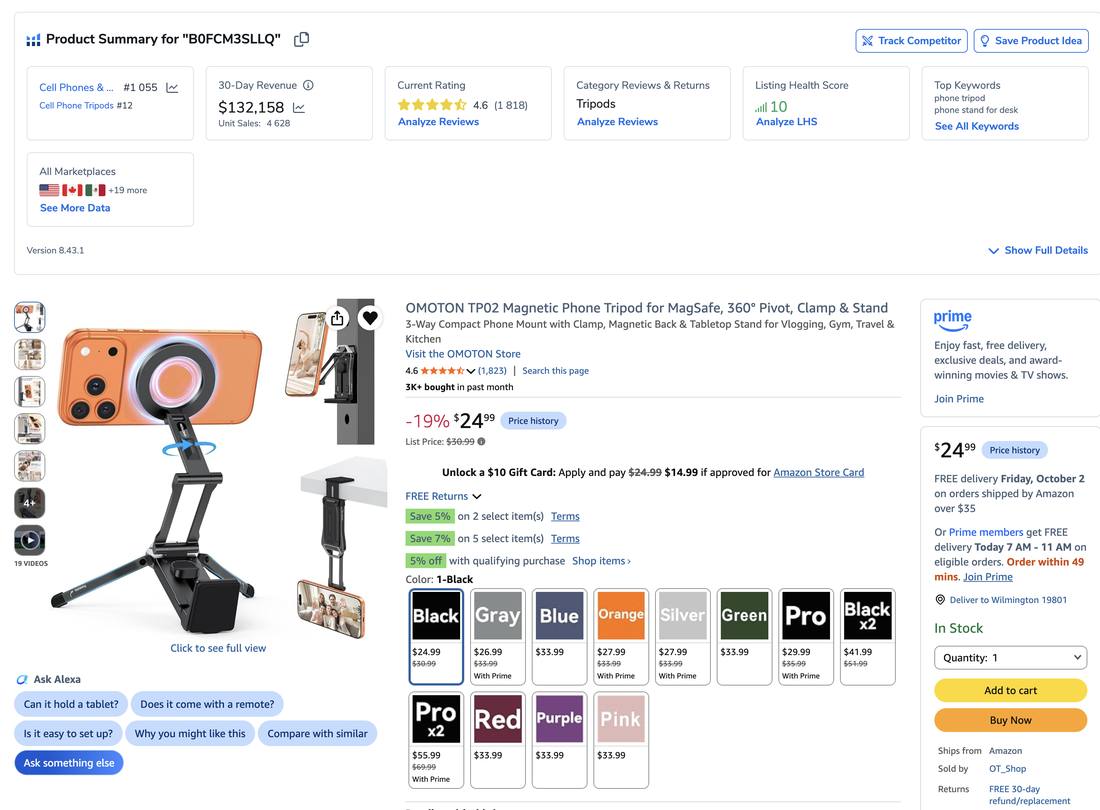 Product Summary for "B0FCM3SLLQ"
Track Competitor
Save Product Idea
Cell Phones & ... #1 055
Cell Phone Tripods #12
30-Day Revenue
$132,158
Unit Sales: 4 628
Current Rating
4.6 (1 818)
Analyze Reviews
Category Reviews & Returns
Tripods
Analyze Reviews
Listing Health Score
10
Analyze LHS
Top Keywords
phone tripod
phone stand for desk
See All Keywords
All Marketplaces
+19 more
See More Data
Version 8.43.1
Show Full Details
4+
19 VIDEOS
Click to see full view
Ask Alexa
Can it hold a tablet?
Does it come with a remote?
Is it easy to set up?
Why you might like this
Compare with similar
Ask something else
OMOTON TP02 Magnetic Phone Tripod for MagSafe, 360° Pivot, Clamp & Stand
3-Way Compact Phone Mount with Clamp, Magnetic Back & Tabletop Stand for Vlogging, Gym, Travel &
Kitchen
Visit the OMOTON Store
4.6 (1,823) | Search this page
3K+ bought in past month
-19% $24.99 Price history
List Price: $30.99
Unlock a $10 Gift Card: Apply and pay $24.99 $14.99 if approved for Amazon Store Card
FREE Returns
Save 5% on 2 select item(s) Terms
Save 7% on 5 select item(s) Terms
5% off with qualifying purchase Shop items ›
Color: 1-Black
Black
$24.99
$30.99
Gray
$26.99
$33.99
With Prime
Blue
$33.99
Orange
$27.99
$33.99
With Prime
Silver
$27.99
$33.99
With Prime
Green
$33.99
Pro
$29.99
$35.99
With Prime
Black
x2
$41.99
$51.99
Pro
x2
$55.99
$69.99
With Prime
Red
$33.99
Purple
$33.99
Pink
$33.99
prime
Enjoy fast, free delivery,
exclusive deals, and award-
winning movies & TV shows.
Join Prime
$24.99 Price history
FREE delivery Friday, October 2
on orders shipped by Amazon
over $35
Or Prime members get FREE
delivery Today 7 AM - 11 AM on
eligible orders. Order within 49
mins. Join Prime
Deliver to Wilmington 19801
In Stock
Quantity: 1
Add to cart
Buy Now
Ships from Amazon
Sold by OT_Shop
Returns FREE 30-day
refund/replacement